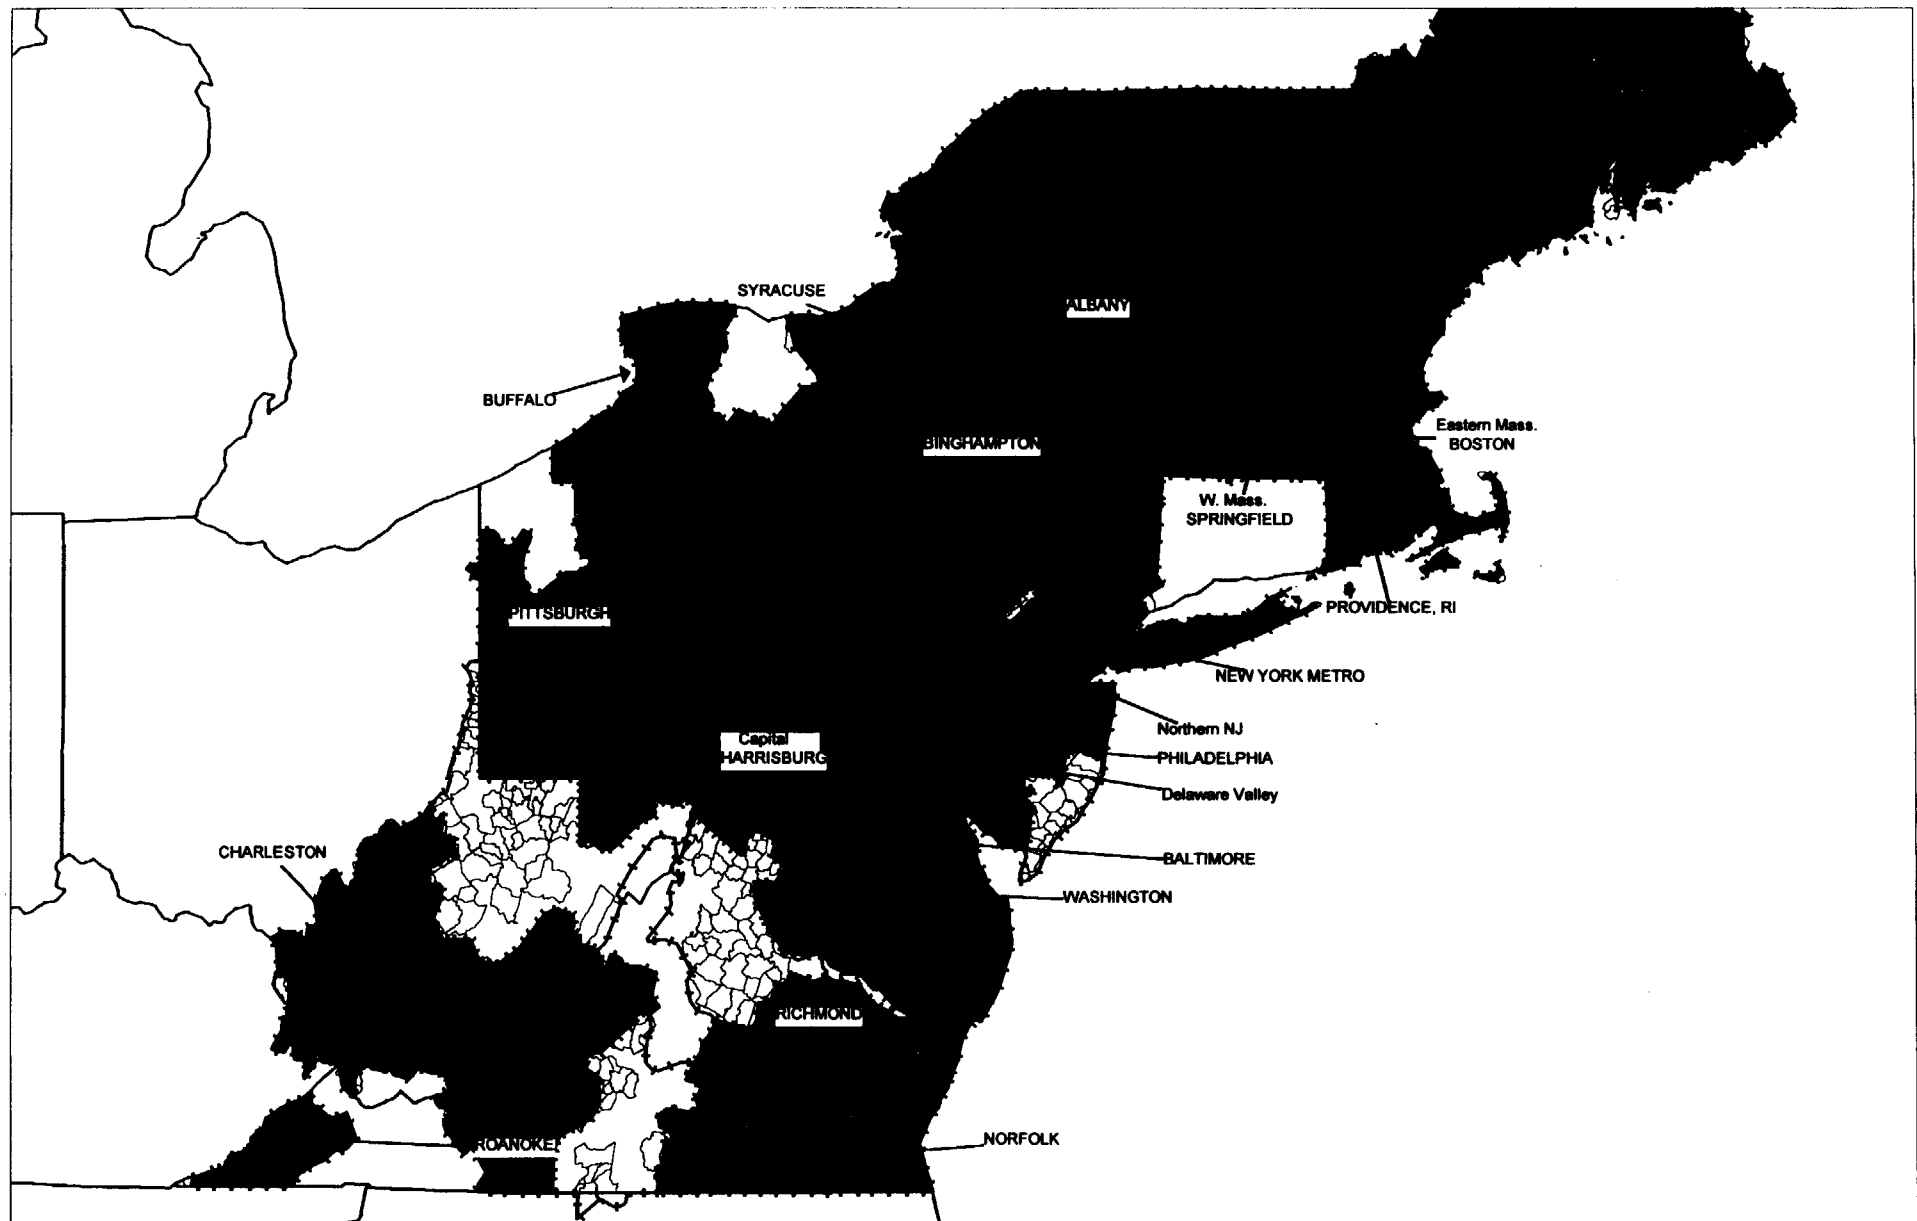 SYRACUSE
ALBANY
BUFFALO
BINGHAMPTON
Eastern Mass.
BOSTON
W. Mass.
SPRINGFIELD
PITTSBURGH
PROVIDENCE, RI
NEW YORK METRO
Northern NJ
Capital
HARRISBURG
PHILADELPHIA
Delaware Valley
CHARLESTON
BALTIMORE
WASHINGTON
RICHMOND
ROANOKE
NORFOLK